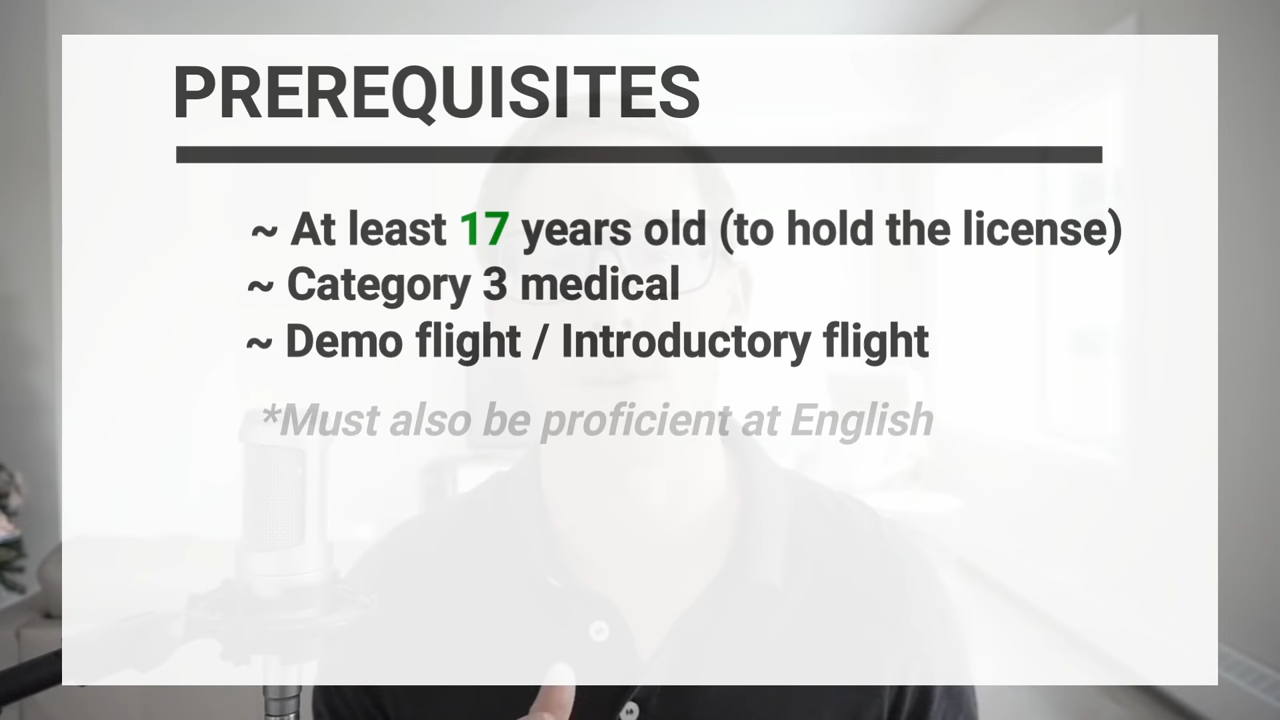 PREREQUISITES
~ At least 17 years old (to hold the license)
~ Category 3 medical
~ Demo flight / Introductory flight
*Must also be proficient at English